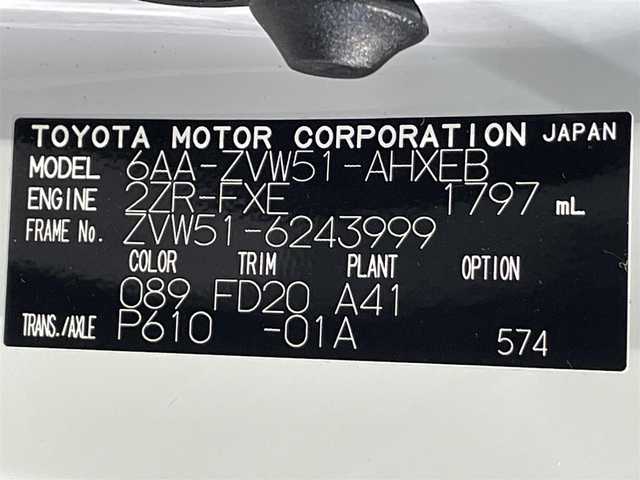 TOYOTA MOTOR CORPORATION JAPAN
MODEL 6AA-ZVW51-AHXEB
ENGINE 2ZR-FXE 1797 mL
FRAME No. ZVW51-6243999
COLOR TRIM PLANT OPTION
089 FD20 A41
TRANS./AXLE P610 -01A 574